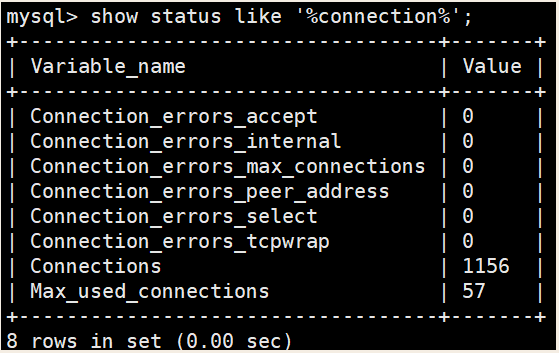 mysql> show status like '%connection%';
+-----------------------------------+-------+
| Variable_name                     | Value |
+-----------------------------------+-------+
| Connection_errors_accept          | 0     |
| Connection_errors_internal        | 0     |
| Connection_errors_max_connections | 0     |
| Connection_errors_peer_address    | 0     |
| Connection_errors_select          | 0     |
| Connection_errors_tcpwrap         | 0     |
| Connections                       | 1156  |
| Max_used_connections              | 57    |
+-----------------------------------+-------+
8 rows in set (0.00 sec)